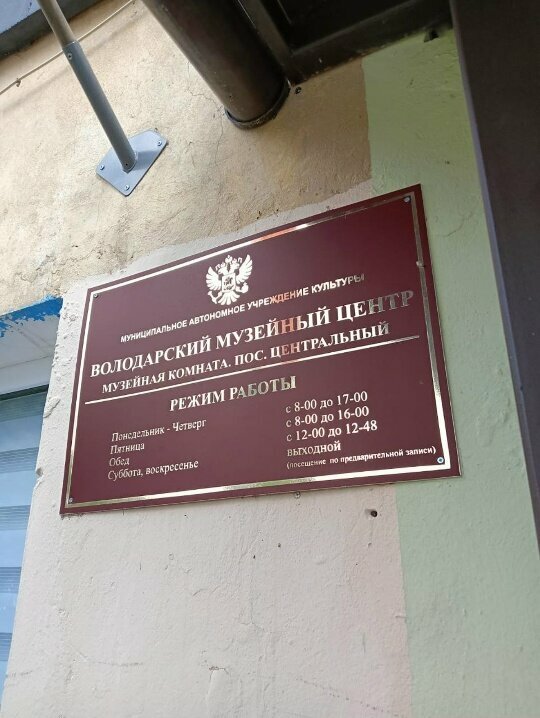 МУНИЦИПАЛЬНОЕ АВТОНОМНОЕ УЧРЕЖДЕНИЕ КУЛЬТУРЫ
ВОЛОДАРСКИЙ МУЗЕЙНЫЙ ЦЕНТР
МУЗЕЙНАЯ КОМНАТА. ПОС. ЦЕНТРАЛЬНЫЙ
РЕЖИМ РАБОТЫ
Понедельник - Четверг с 8-00 до 17-00
Пятница с 8-00 до 16-00
Обед с 12-00 до 12-48
Суббота, воскресенье выходной
(посещение по предварительной записи)